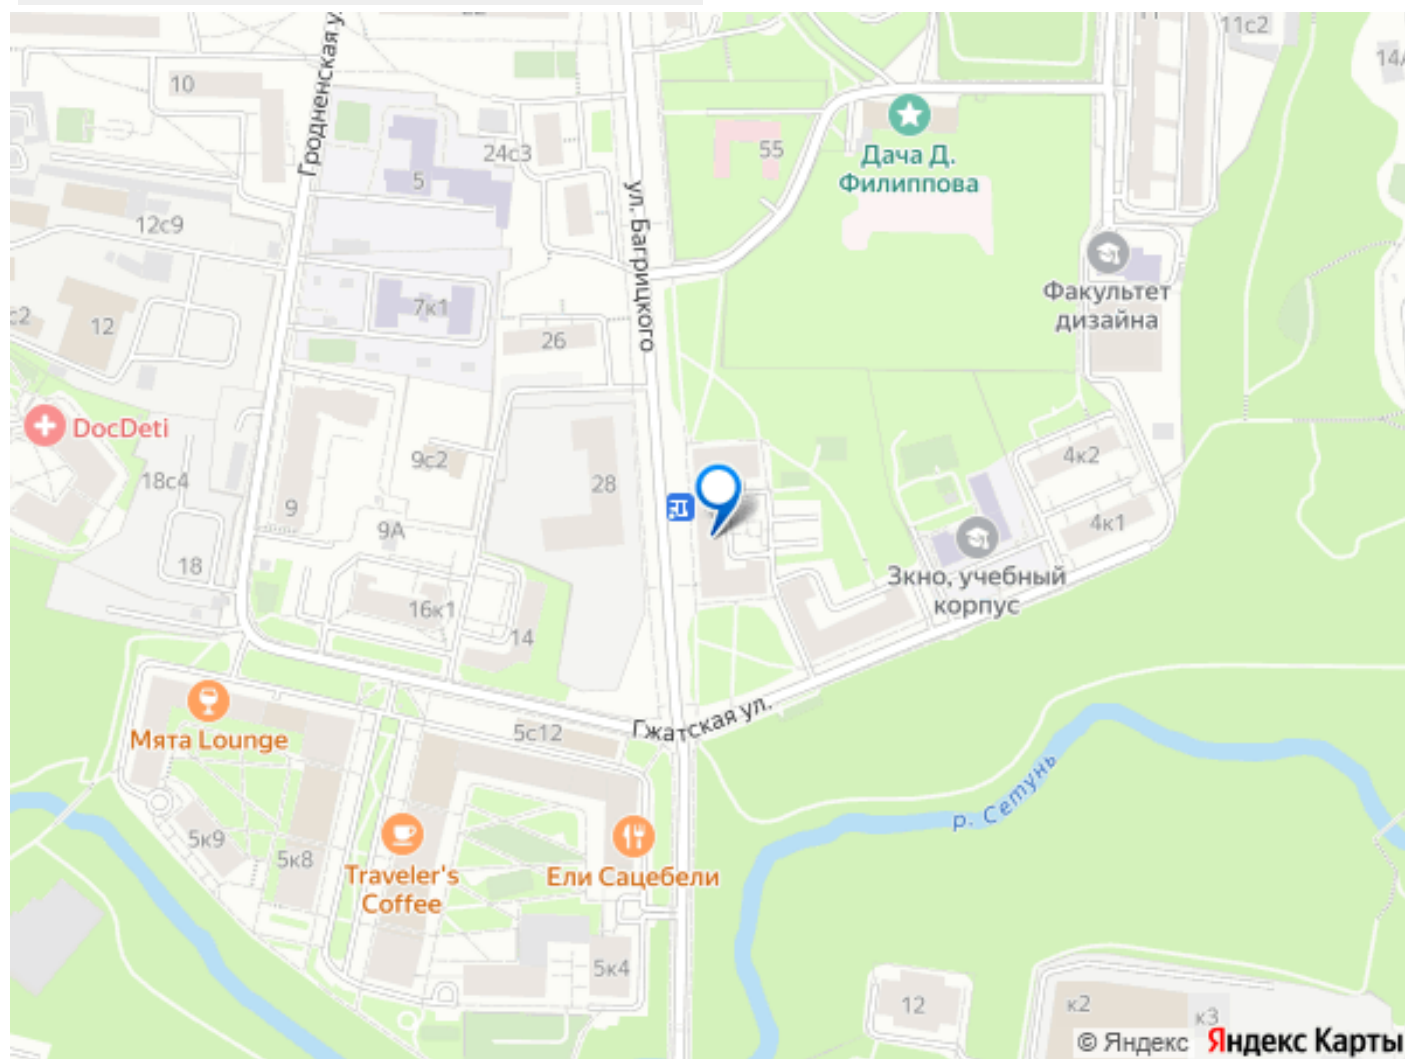 11с2
14А
10
Гродненская у
24с3
5
55
Дача Д.
Филиппова
12с9
ул. Багрицкого
Факультет
дизайна
с2
12
7к1
26
DocDeti
18с4
9с2
28
4к2
9
9А
4к1
18
Зкно, учебный
корпус
16к1
14
Гжатская ул.
5с12
Мята Lounge
р. Сетунь
5к9
5к8
Traveler's
Coffee
Ели Сацебели
5к4
12
к2
к3
© Яндекс Яндекс Карты